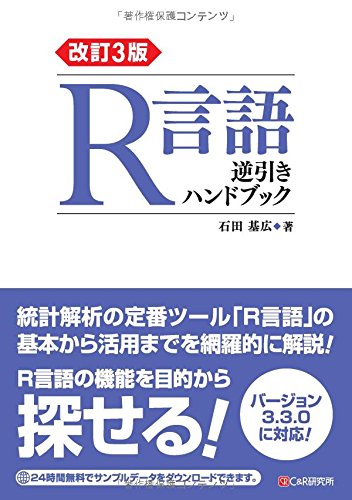 「著作権保護コンテンツ」
改訂3版
R言語
逆引き
ハンドブック
石田 基広◆著
統計解析の定番ツール「R言語」の
基本から活用までを網羅的に解説!
R言語の機能を目的から
探せる!
バージョン
3.3.0
に対応!
24時間無料でサンプルデータをダウンロードできます。
C&R研究所